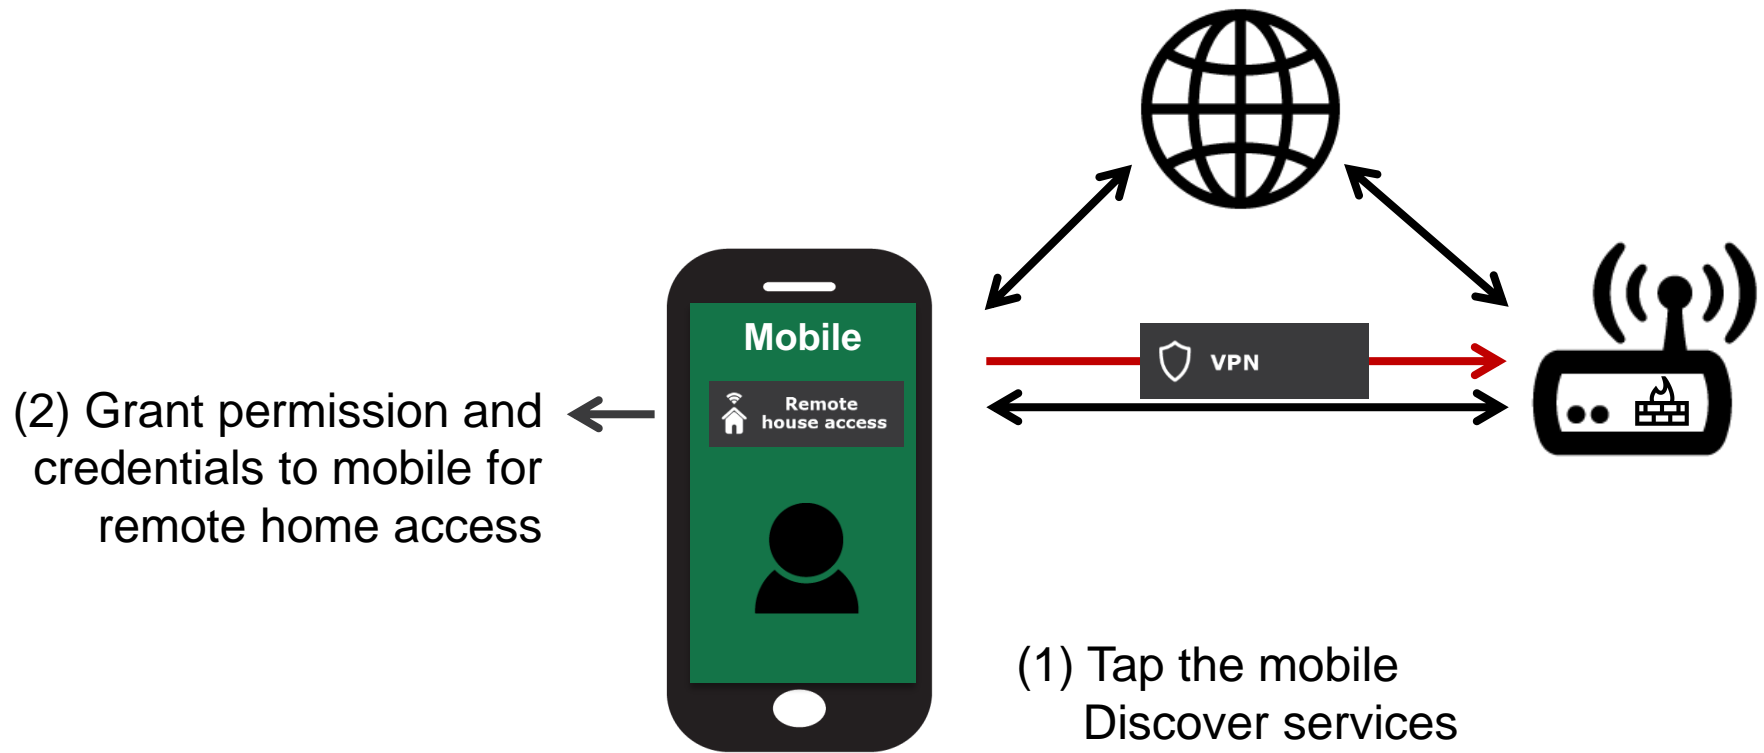 Mobile
Remote
house access
VPN
(2) Grant permission and
credentials to mobile for
remote home access
(1) Tap the mobile
Discover services